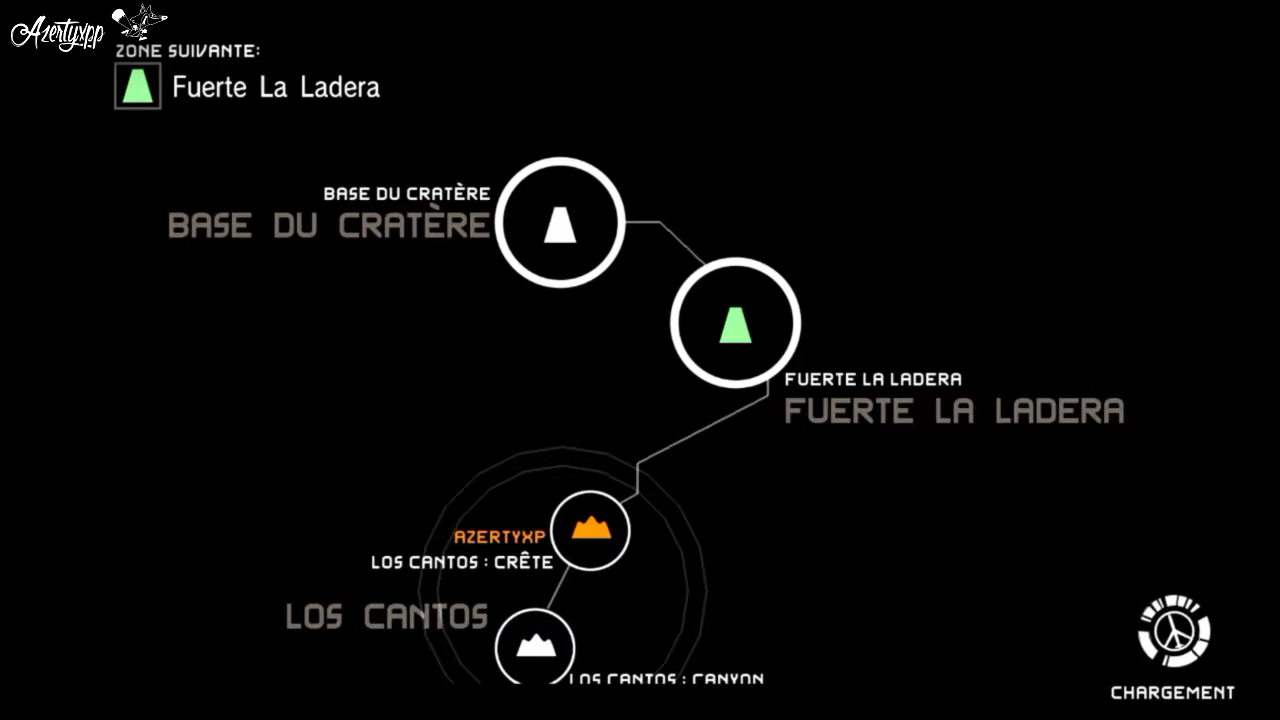 Azertyxpp
ZONE SUIVANTE:
Fuerte La Ladera
BASE DU CRATÈRE
BASE DU CRATÈRE
FUERTE LA LADERA
FUERTE LA LADERA
AZERTYXP
LOS CANTOS : CRÊTE
LOS CANTOS
LOS CANTOS : CANYON
CHARGEMENT